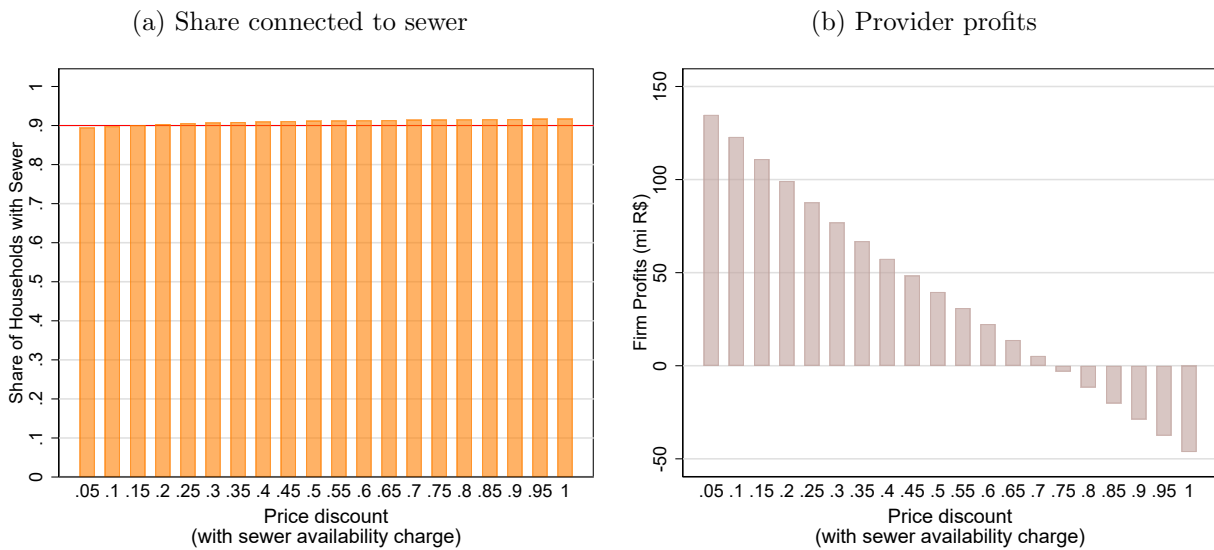 (a) Share connected to sewer
Share of Households with Sewer
1
.9
.8
.7
.6
.5
.4
.3
.2
.1
0
.05 .1 .15 .2 .25 .3 .35 .4 .45 .5 .55 .6 .65 .7 .75 .8 .85 .9 .95 1
Price discount
(with sewer availability charge)
(b) Provider profits
Firm Profits (mi R$)
150
100
50
0
-50
.05 .1 .15 .2 .25 .3 .35 .4 .45 .5 .55 .6 .65 .7 .75 .8 .85 .9 .95 1
Price discount
(with sewer availability charge)